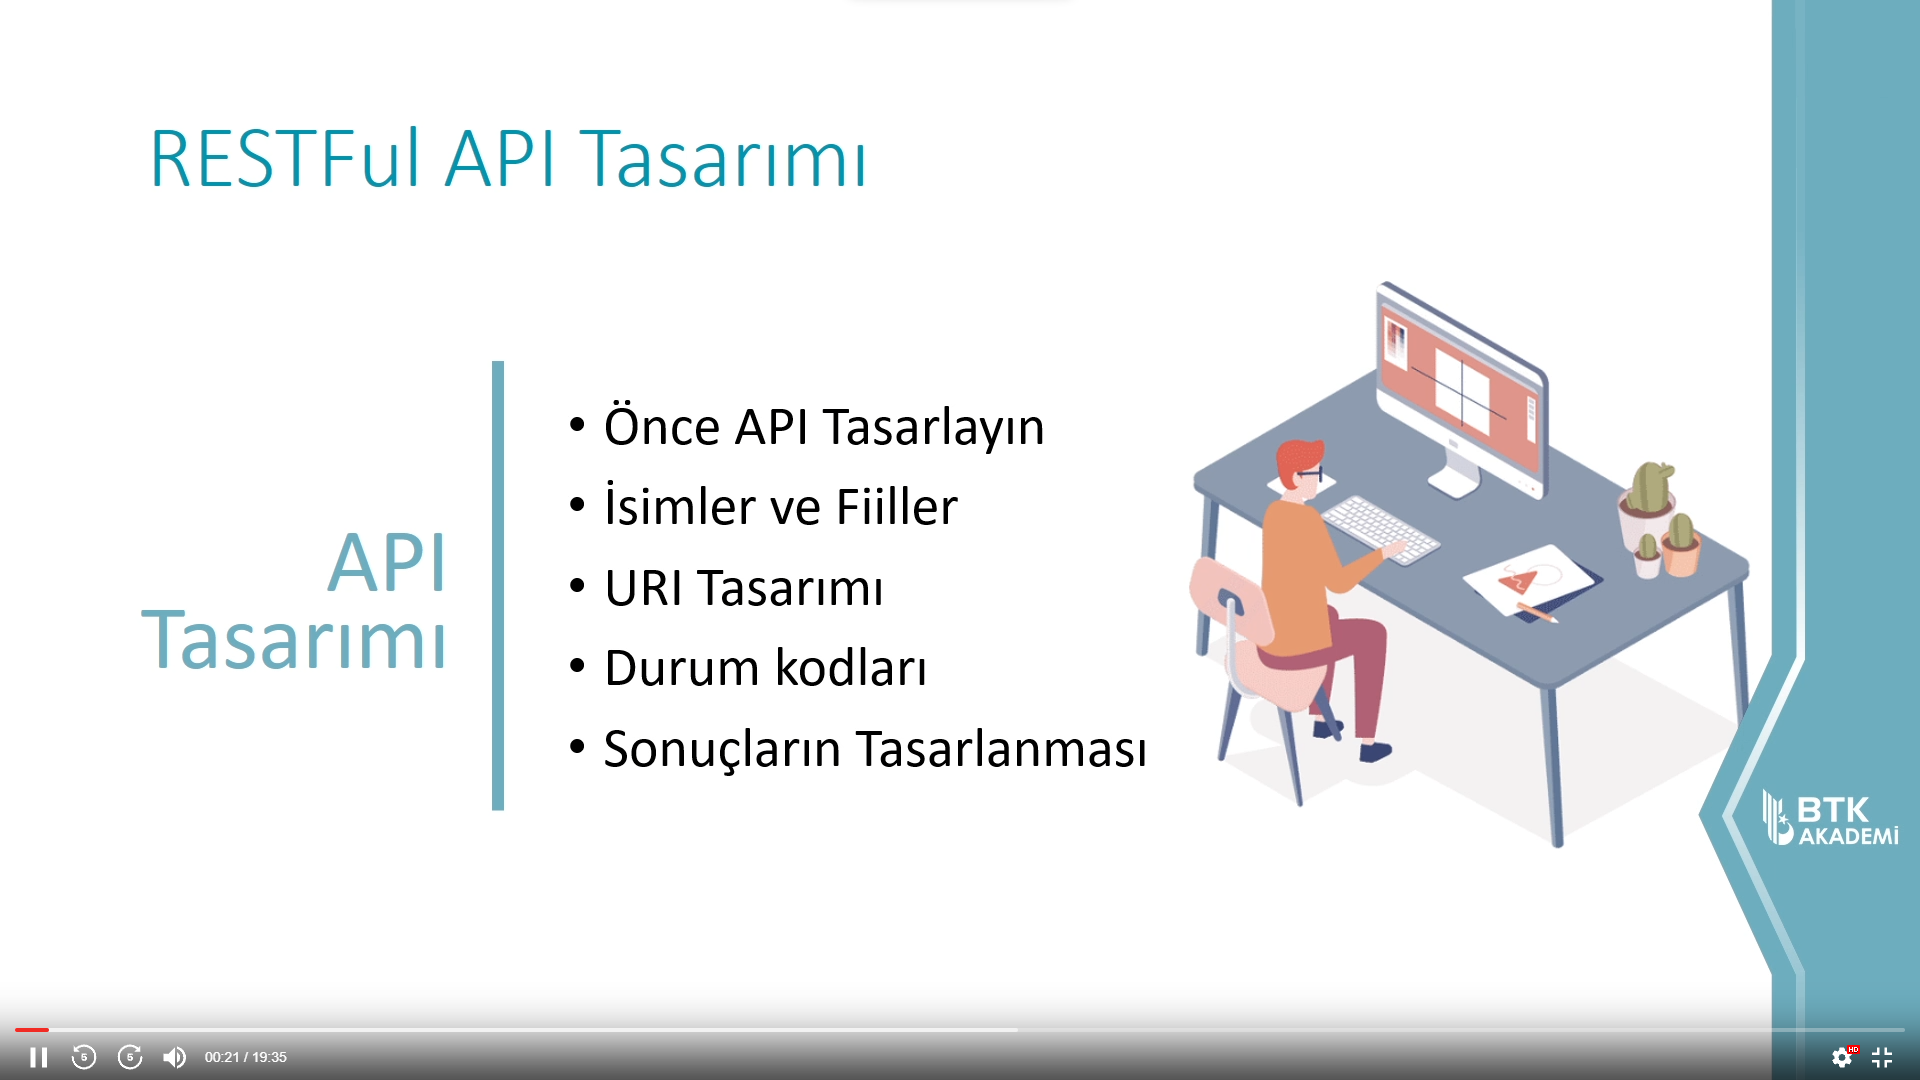 RESTFul API Tasarımı
API
Tasarımı
• Önce API Tasarlayın
• İsimler ve Fiiller
• URI Tasarımı
• Durum kodları
• Sonuçların Tasarlanması
BTK
AKADEMİ
5 5 00:21 / 19:35 HD